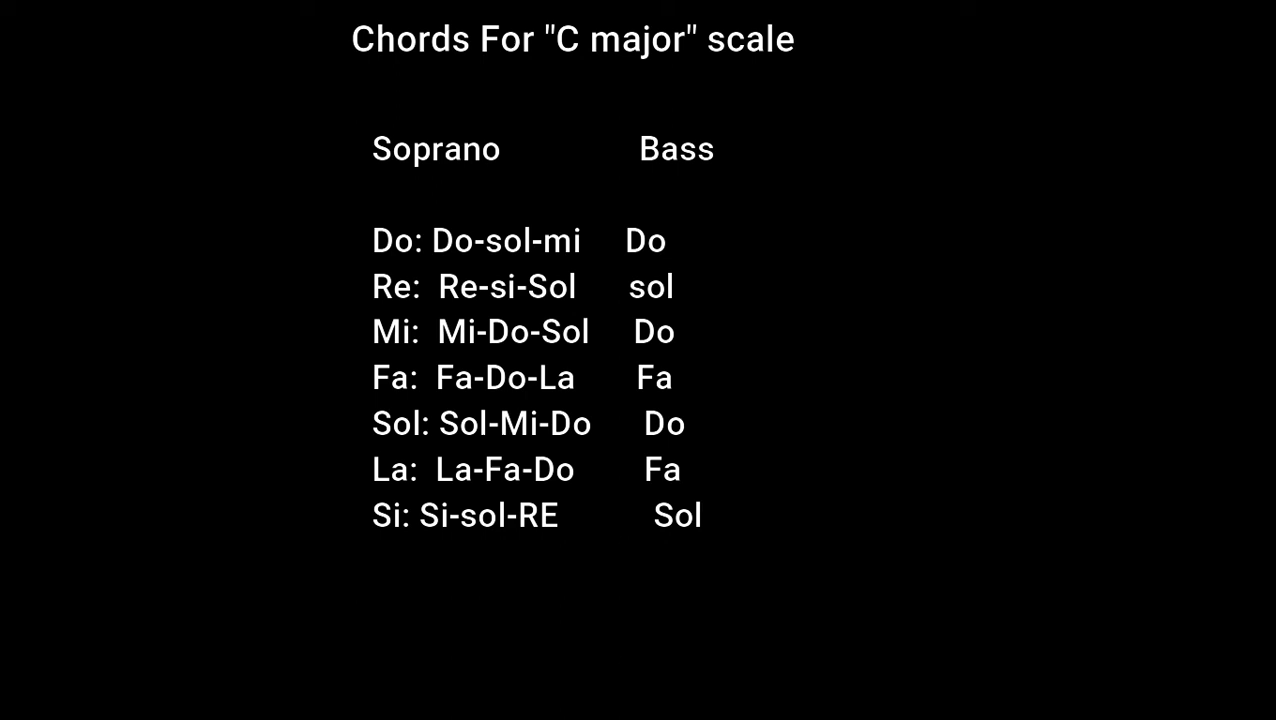 Chords For "C major" scale
Soprano Bass
Do: Do-sol-mi Do
Re: Re-si-Sol sol
Mi: Mi-Do-Sol Do
Fa: Fa-Do-La Fa
Sol: Sol-Mi-Do Do
La: La-Fa-Do Fa
Si: Si-sol-RE Sol